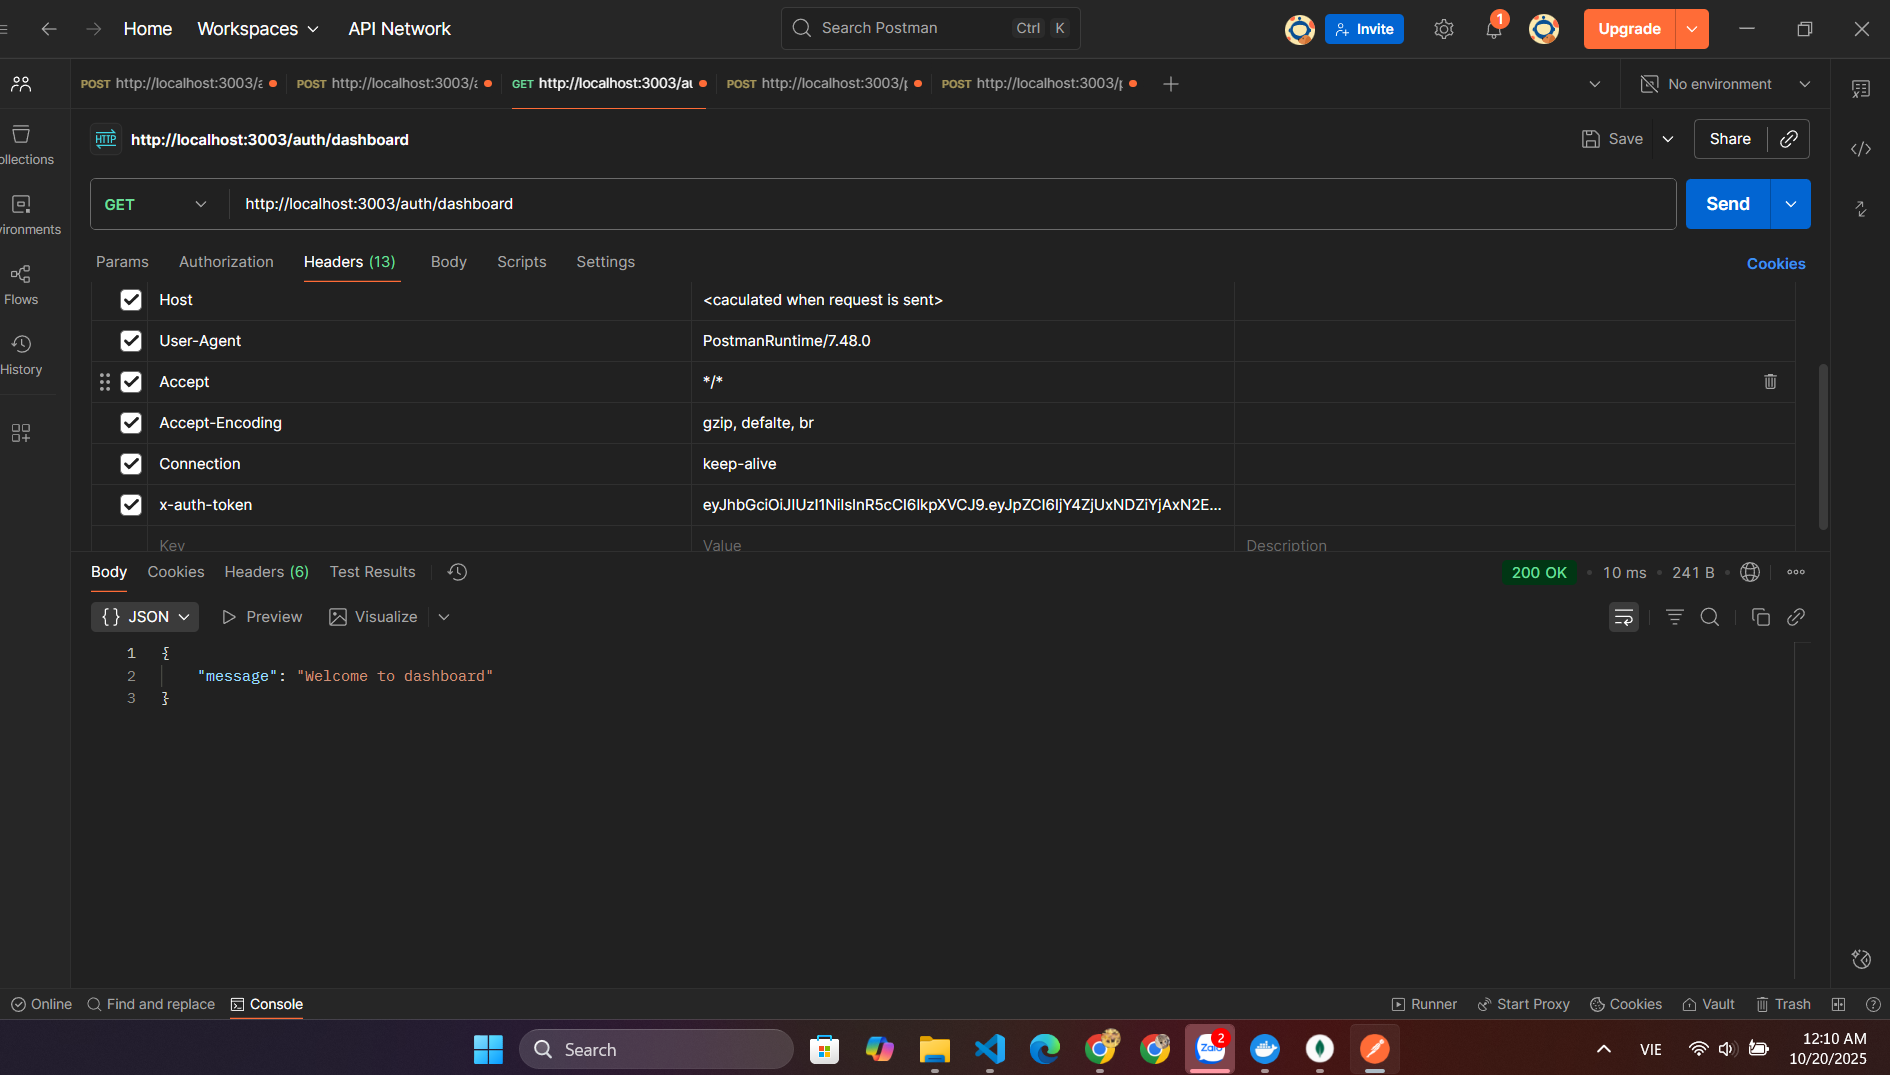 Home
Workspaces
API Network
Search Postman
Ctrl K
Invite
1
Upgrade
POST http://localhost:3003/a
POST http://localhost:3003/a
GET http://localhost:3003/au
POST http://localhost:3003/p
POST http://localhost:3003/p
No environment
HTTP http://localhost:3003/auth/dashboard
Save
Share
ollections
vironments
Flows
History
GET
http://localhost:3003/auth/dashboard
Send
Params
Authorization
Headers (13)
Body
Scripts
Settings
Cookies
Host <caculated when request is sent>
User-Agent PostmanRuntime/7.48.0
Accept */*
Accept-Encoding gzip, defalte, br
Connection keep-alive
x-auth-token eyJhbGciOiJIUzI1NiIsInR5cCI6IkpXVCJ9.eyJpZCI6IjY4ZjUxNDZiYjAxN2E...
Key Value Description
Body
Cookies
Headers (6)
Test Results
200 OK
10 ms
241 B
{} JSON
Preview
Visualize
1 {
2 "message": "Welcome to dashboard"
3 }
Online
Find and replace
Console
Runner
Start Proxy
Cookies
Vault
Trash
Search
Zalo
2
VIE
12:10 AM
10/20/2025